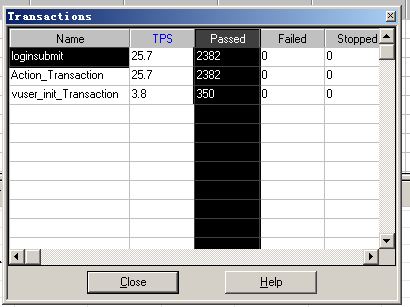 Transactions
Name TPS Passed Failed Stopped
loginsubmit 25.7 2382 0 0
Action_Transaction 25.7 2382 0 0
vuser_init_Transaction 3.8 350 0 0
Close Help